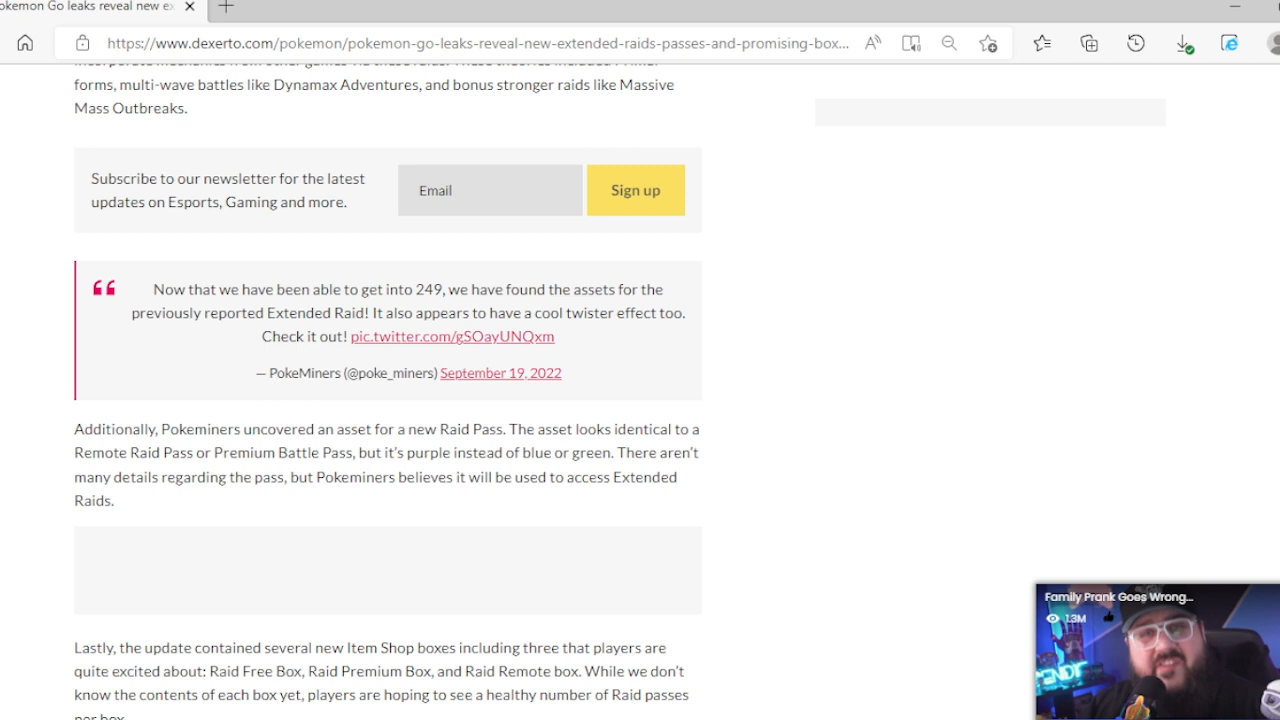 okemon Go leaks reveal new ex
https://www.dexerto.com/pokemon/pokemon-go-leaks-reveal-new-extended-raids-passes-and-promising-box...
forms, multi-wave battles like Dynamax Adventures, and bonus stronger raids like Massive
Mass Outbreaks.
Subscribe to our newsletter for the latest
updates on Esports, Gaming and more.
Email
Sign up
Now that we have been able to get into 249, we have found the assets for the
previously reported Extended Raid! It also appears to have a cool twister effect too.
Check it out! pic.twitter.com/gSOayUNQxm
— PokeMiners (@poke_miners) September 19, 2022
Additionally, Pokeminers uncovered an asset for a new Raid Pass. The asset looks identical to a
Remote Raid Pass or Premium Battle Pass, but it’s purple instead of blue or green. There aren’t
many details regarding the pass, but Pokeminers believes it will be used to access Extended
Raids.
Family Prank Goes Wrong...
1.3M
Lastly, the update contained several new Item Shop boxes including three that players are
quite excited about: Raid Free Box, Raid Premium Box, and Raid Remote box. While we don’t
know the contents of each box yet, players are hoping to see a healthy number of Raid passes
per box.